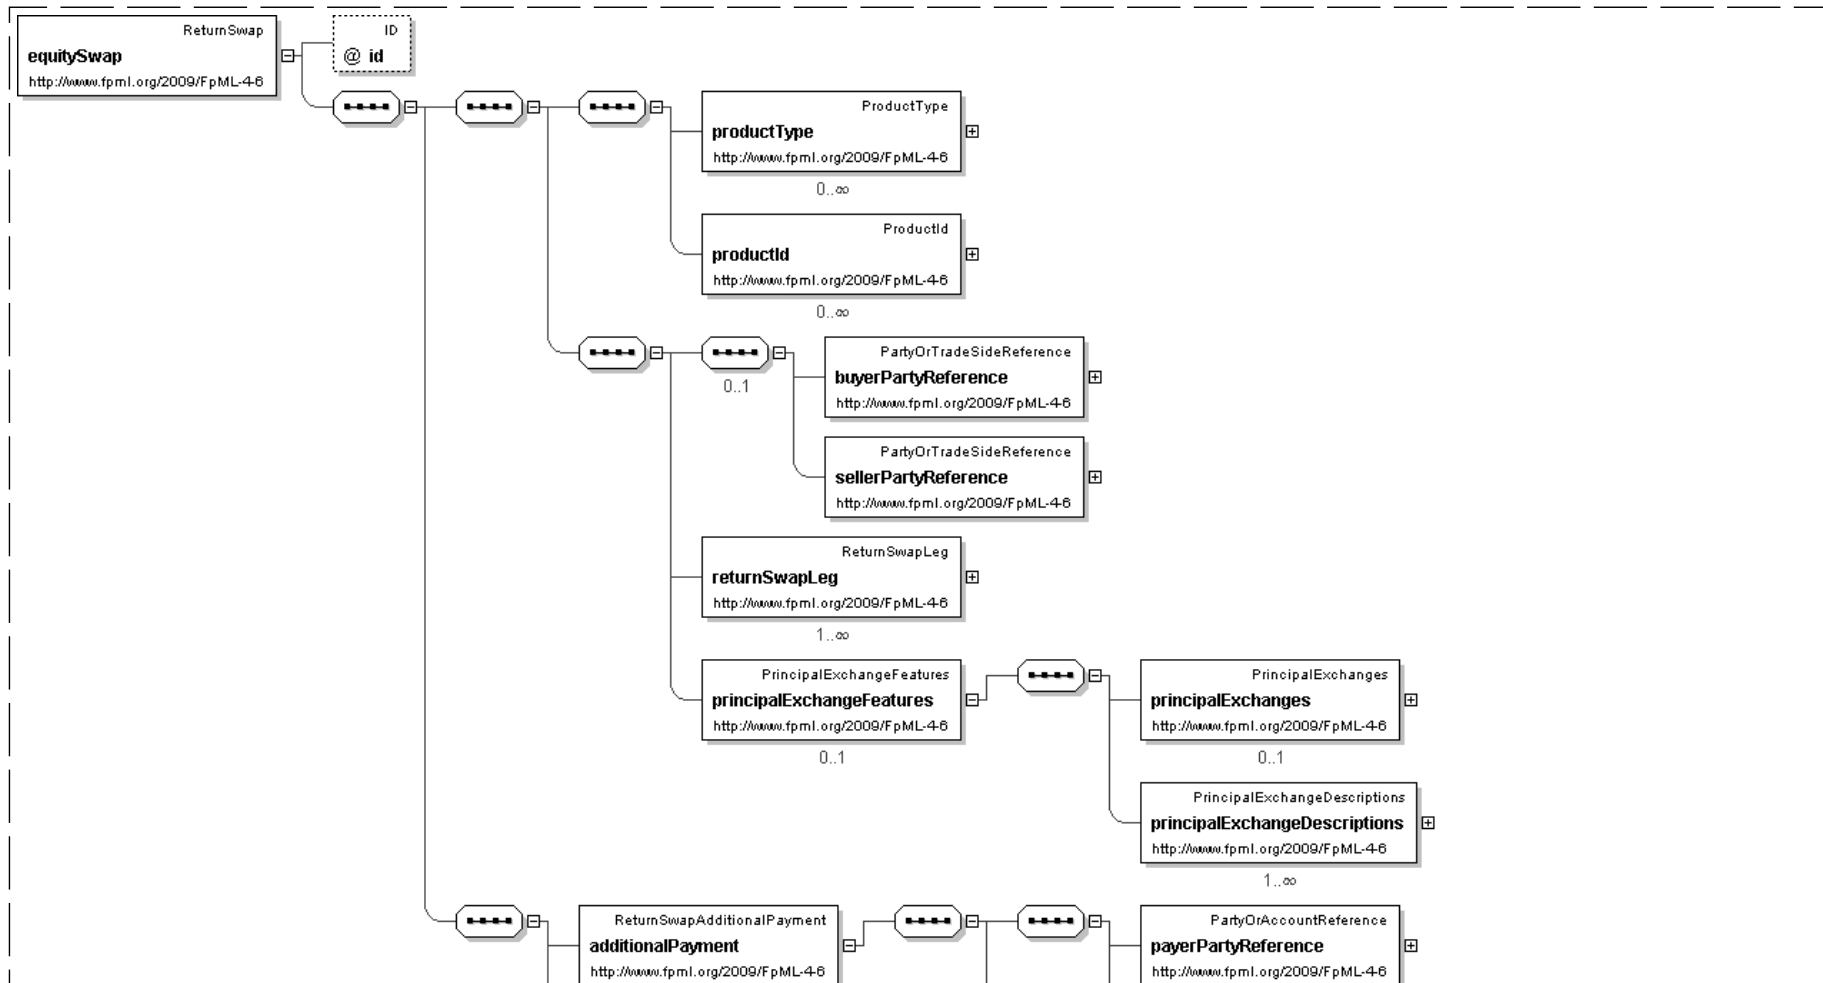 ReturnSwap
equitySwap
http://www.fpml.org/2009/FpML-4-6
ID
@ id
ProductType
productType
http://www.fpml.org/2009/FpML-4-6
0..∞
ProductId
productId
http://www.fpml.org/2009/FpML-4-6
0..∞
0..1
PartyOrTradeSideReference
buyerPartyReference
http://www.fpml.org/2009/FpML-4-6
PartyOrTradeSideReference
sellerPartyReference
http://www.fpml.org/2009/FpML-4-6
ReturnSwapLeg
returnSwapLeg
http://www.fpml.org/2009/FpML-4-6
1..∞
PrincipalExchangeFeatures
principalExchangeFeatures
http://www.fpml.org/2009/FpML-4-6
0..1
PrincipalExchanges
principalExchanges
http://www.fpml.org/2009/FpML-4-6
0..1
PrincipalExchangeDescriptions
principalExchangeDescriptions
http://www.fpml.org/2009/FpML-4-6
1..∞
ReturnSwapAdditionalPayment
additionalPayment
http://www.fpml.org/2009/FpML-4-6
PartyOrAccountReference
payerPartyReference
http://www.fpml.org/2009/FpML-4-6